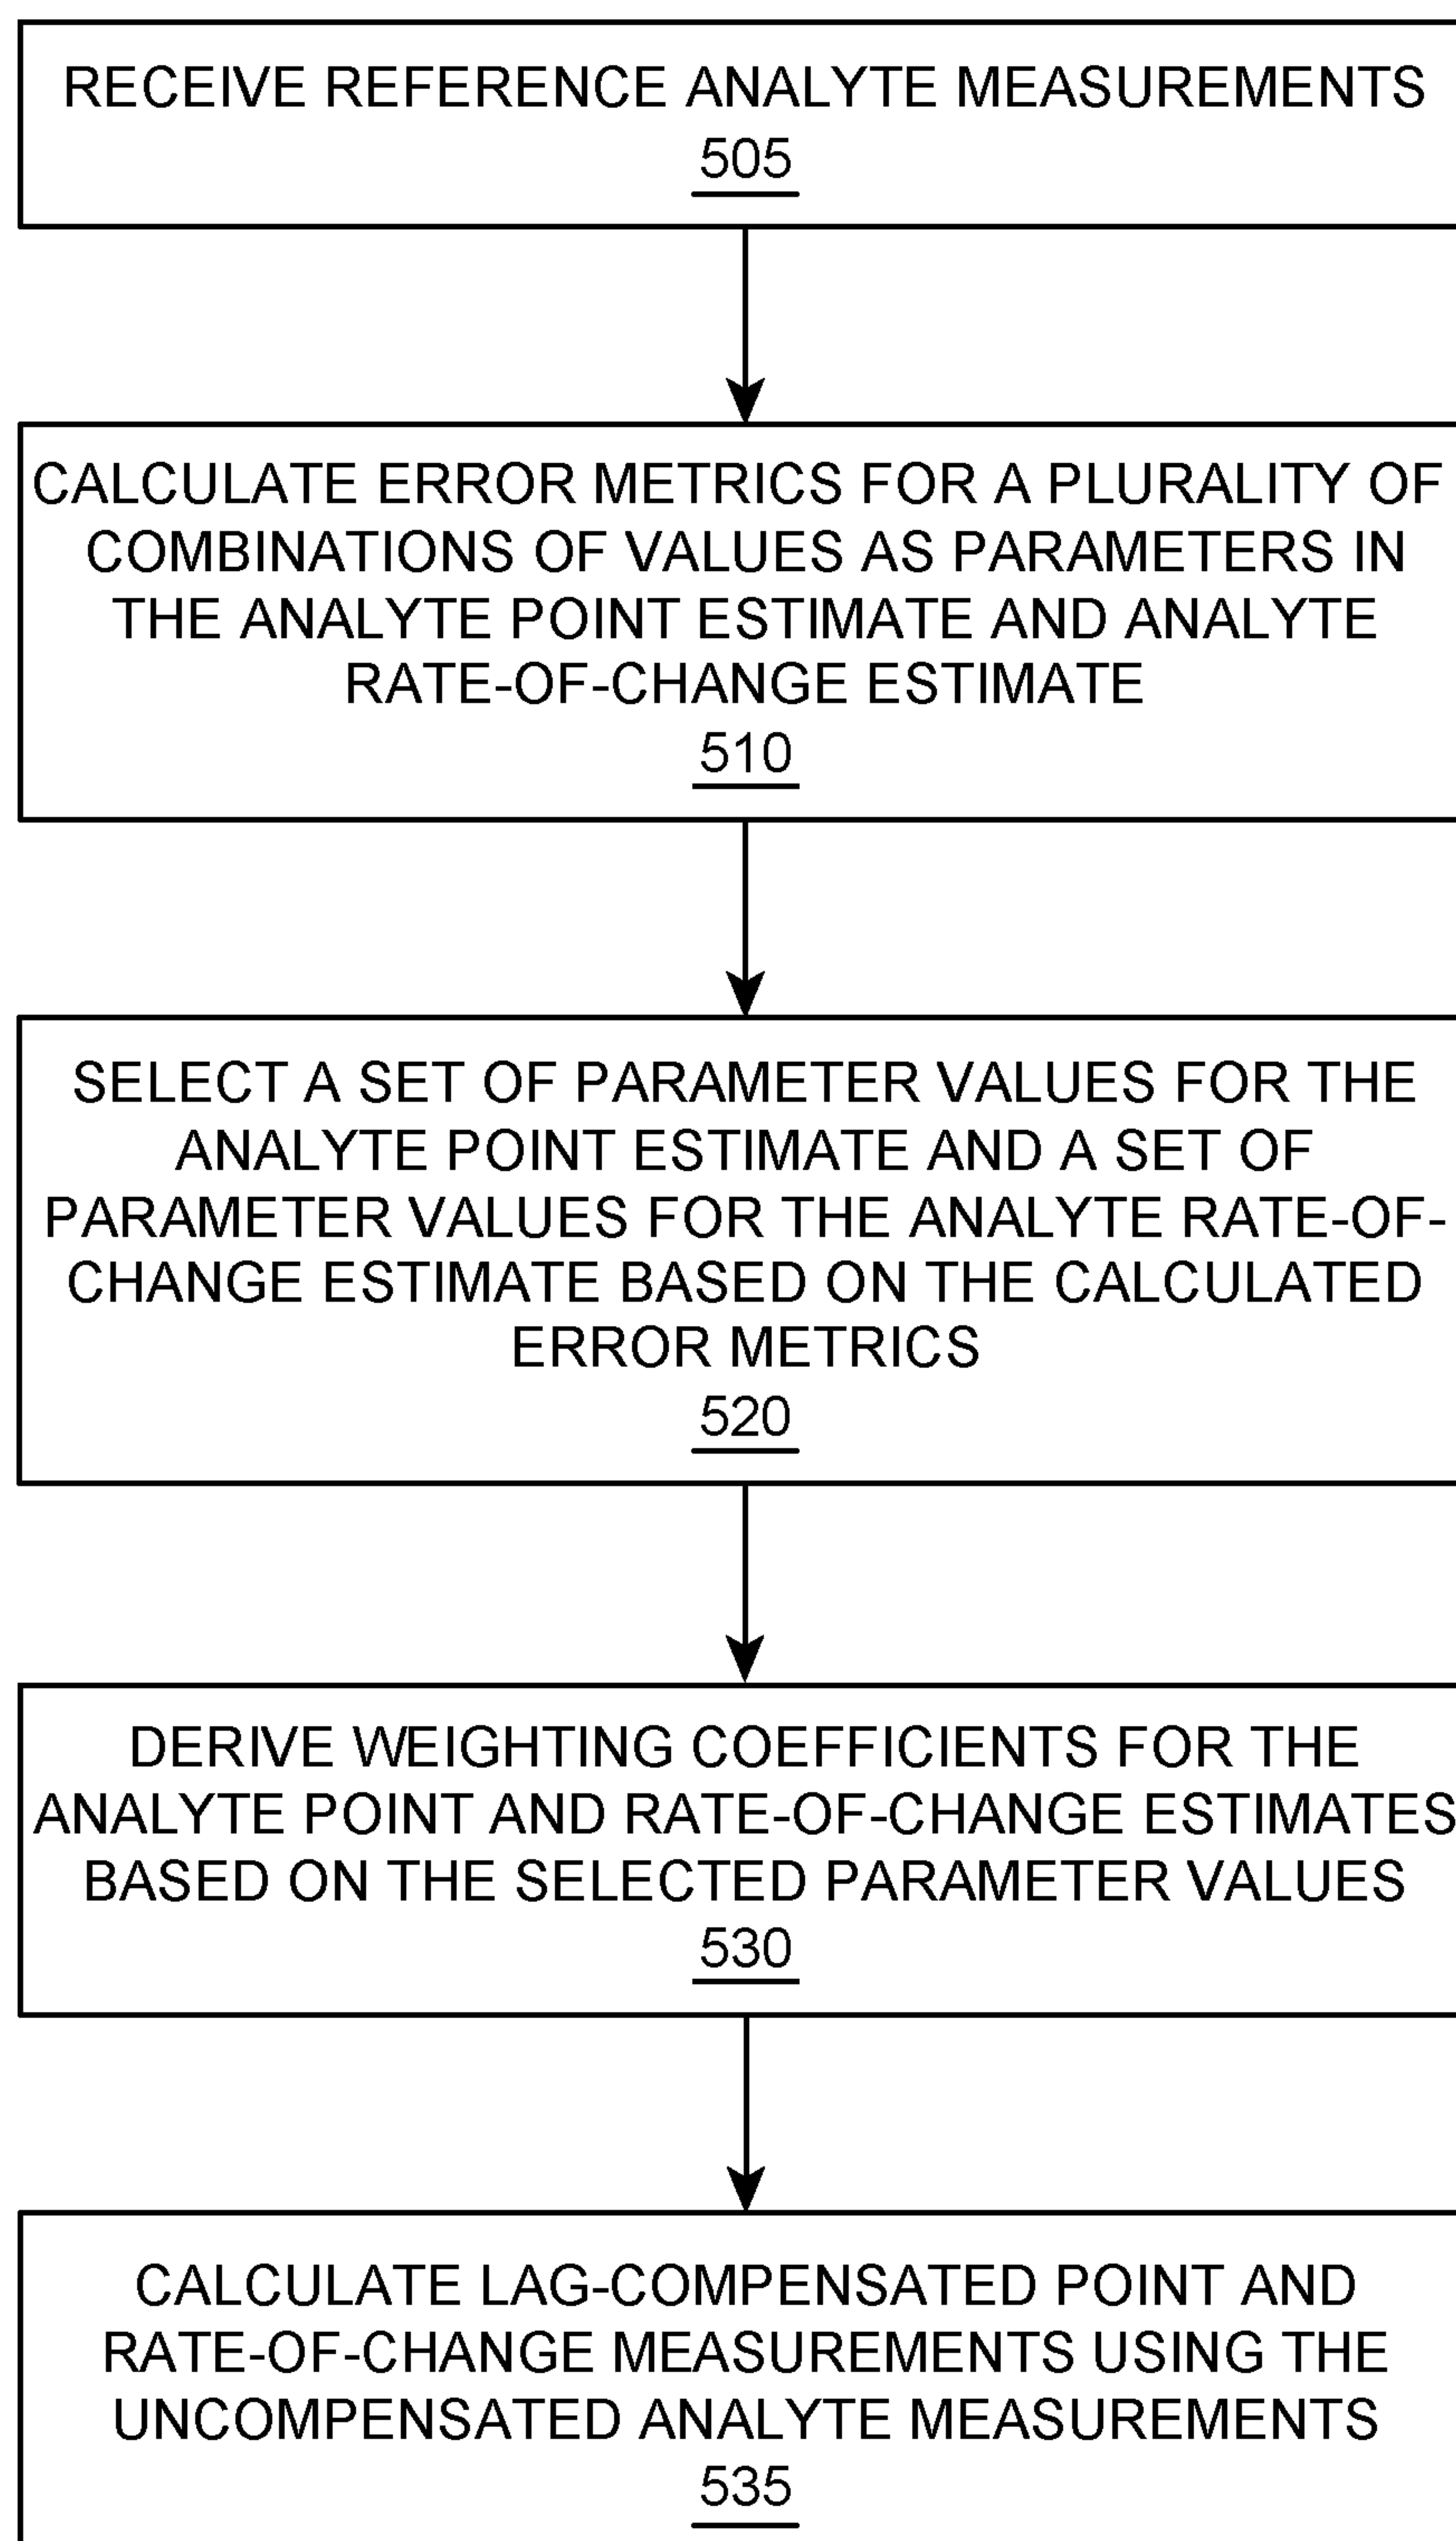 RECEIVE REFERENCE ANALYTE MEASUREMENTS
505
CALCULATE ERROR METRICS FOR A PLURALITY OF
COMBINATIONS OF VALUES AS PARAMETERS IN
THE ANALYTE POINT ESTIMATE AND ANALYTE
RATE-OF-CHANGE ESTIMATE
510
SELECT A SET OF PARAMETER VALUES FOR THE
ANALYTE POINT ESTIMATE AND A SET OF
PARAMETER VALUES FOR THE ANALYTE RATE-OF-
CHANGE ESTIMATE BASED ON THE CALCULATED
ERROR METRICS
520
DERIVE WEIGHTING COEFFICIENTS FOR THE
ANALYTE POINT AND RATE-OF-CHANGE ESTIMATES
BASED ON THE SELECTED PARAMETER VALUES
530
CALCULATE LAG-COMPENSATED POINT AND
RATE-OF-CHANGE MEASUREMENTS USING THE
UNCOMPENSATED ANALYTE MEASUREMENTS
535